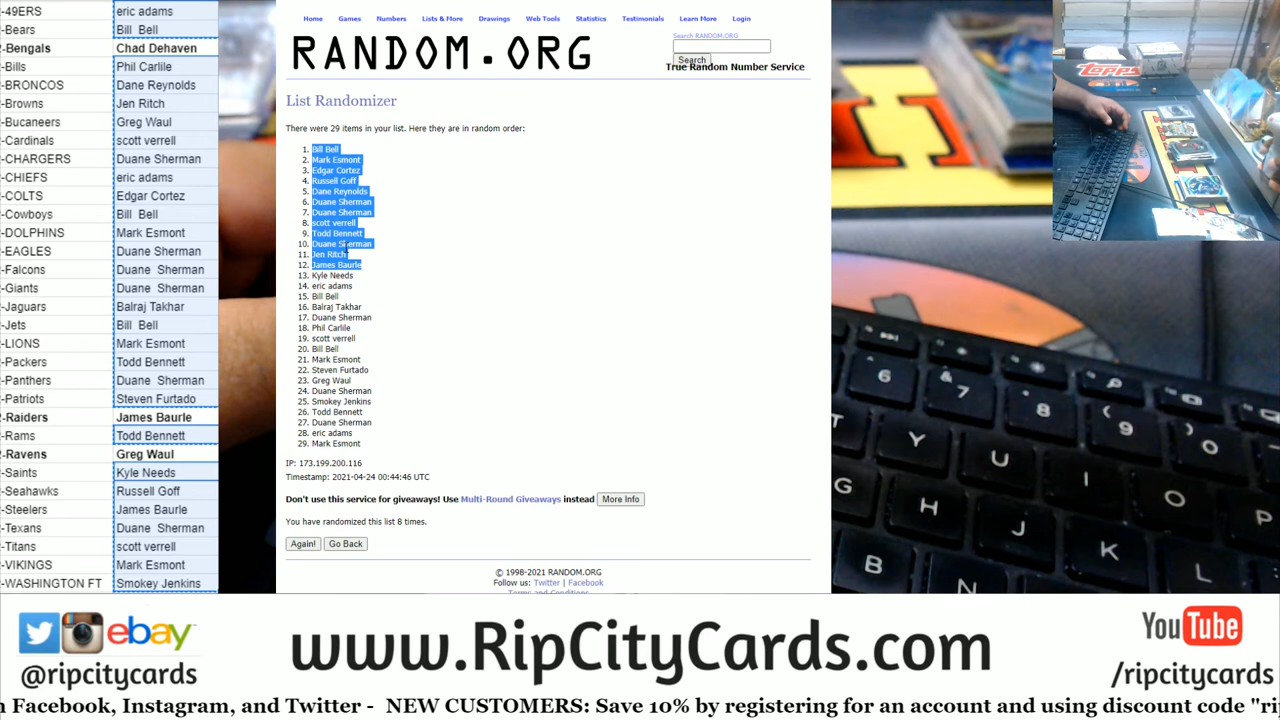 -49ERS eric adams
-Bears Bill Bell
-Bengals Chad Dehaven
-Bills Phil Carlile
-BRONCOS Dane Reynolds
-Browns Jen Ritch
-Bucaneers Greg Waul
-Cardinals scott verrell
-CHARGERS Duane Sherman
-CHIEFS eric adams
-COLTS Edgar Cortez
-Cowboys Bill Bell
-DOLPHINS Mark Esmont
-EAGLES Duane Sherman
-Falcons Duane Sherman
-Giants Duane Sherman
-Jaguars Balraj Takhar
-Jets Bill Bell
-LIONS Mark Esmont
-Packers Todd Bennett
-Panthers Duane Sherman
-Patriots Steven Furtado
-Raiders James Baurle
-Rams Todd Bennett
-Ravens Greg Waul
-Saints Kyle Needs
-Seahawks Russell Goff
-Steelers James Baurle
-Texans Duane Sherman
-Titans scott verrell
-VIKINGS Mark Esmont
-WASHINGTON FT Smokey Jenkins
Home Games Numbers Lists & More Drawings Web Tools Statistics Testimonials Learn More Login
RANDOM.ORG
Search RANDOM.ORG
Search
True Random Number Service
List Randomizer
There were 29 items in your list. Here they are in random order:
1. Bill Bell
2. Mark Esmont
3. Edgar Cortez
4. Russell Goff
5. Dane Reynolds
6. Duane Sherman
7. Duane Sherman
8. scott verrell
9. Todd Bennett
10. Duane Sherman
11. Jen Ritch
12. James Baurle
13. Kyle Needs
14. eric adams
15. Bill Bell
16. Balraj Takhar
17. Duane Sherman
18. Phil Carlile
19. scott verrell
20. Bill Bell
21. Mark Esmont
22. Steven Furtado
23. Greg Waul
24. Duane Sherman
25. Smokey Jenkins
26. Todd Bennett
27. Duane Sherman
28. eric adams
29. Mark Esmont
IP: 173.199.200.116
Timestamp: 2021-04-24 00:44:46 UTC
Don't use this service for giveaways! Use Multi-Round Giveaways instead More Info
You have randomized this list 8 times.
Again! Go Back
© 1998-2021 RANDOM.ORG
Follow us: Twitter | Facebook
Terms and Conditions
Topps
6 & 7 * 8 ( 9 ) O
T Y U I O P
G H J K L
B N
ebay
@ripcitycards
www.RipCityCards.com
YouTube
/ripcitycards
n Facebook, Instagram, and Twitter - NEW CUSTOMERS: Save 10% by registering for an account and using discount code "ri